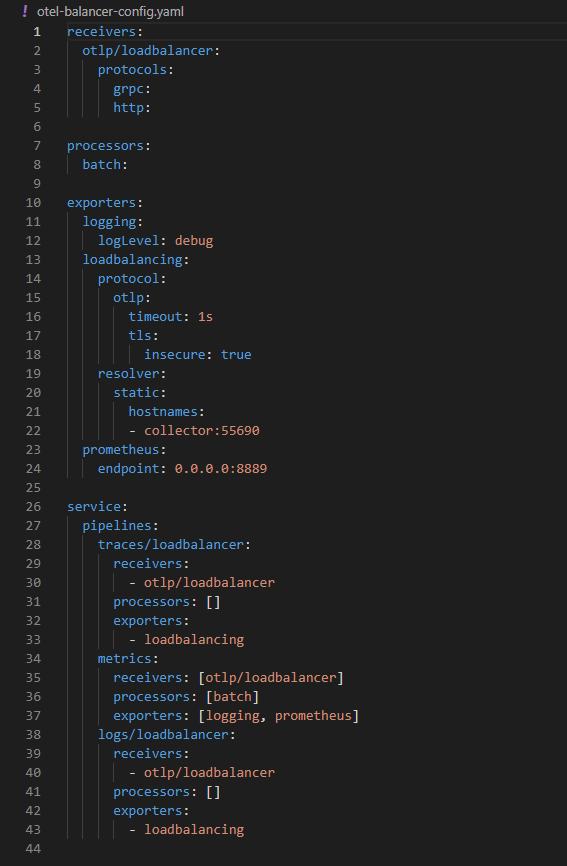 ! otel-balancer-config.yaml
1 receivers:
2   otlp/loadbalancer:
3     protocols:
4       grpc:
5       http:
6
7 processors:
8   batch:
9
10 exporters:
11   logging:
12     logLevel: debug
13   loadbalancing:
14     protocol:
15       otlp:
16         timeout: 1s
17         tls:
18           insecure: true
19     resolver:
20       static:
21         hostnames:
22         - collector:55690
23   prometheus:
24     endpoint: 0.0.0.0:8889
25
26 service:
27   pipelines:
28     traces/loadbalancer:
29       receivers:
30         - otlp/loadbalancer
31       processors: []
32       exporters:
33         - loadbalancing
34     metrics:
35       receivers: [otlp/loadbalancer]
36       processors: [batch]
37       exporters: [logging, prometheus]
38     logs/loadbalancer:
39       receivers:
40         - otlp/loadbalancer
41       processors: []
42       exporters:
43         - loadbalancing
44